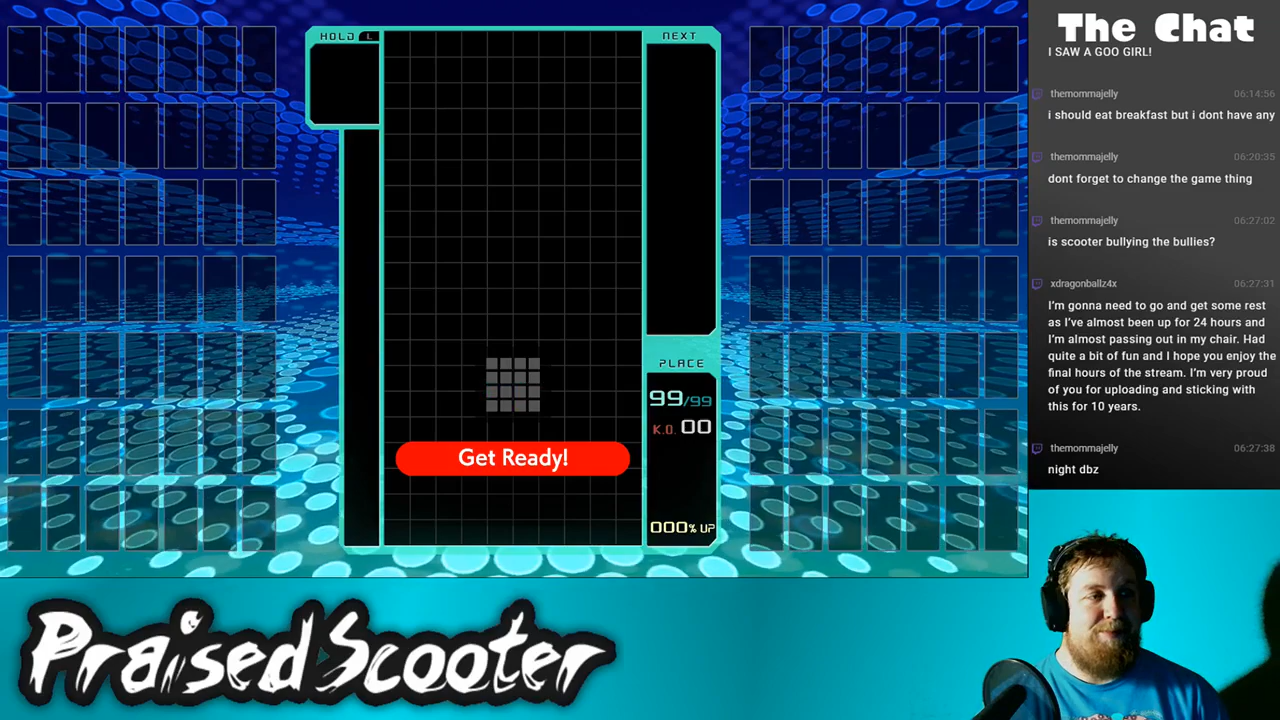 HOLD L
NEXT
PLACE
99/99
K.O. 00
000% UP
Get Ready!
The Chat
I SAW A GOO GIRL!
themommajelly 06:14:56
i should eat breakfast but i dont have any
themommajelly 06:20:35
dont forget to change the game thing
themommajelly 06:27:02
is scooter bullying the bullies?
xdragonballz4x 06:27:31
I'm gonna need to go and get some rest
as I've almost been up for 24 hours and
I'm almost passing out in my chair. Had
quite a bit of fun and I hope you enjoy the
final hours of the stream. I'm very proud
of you for uploading and sticking with
this for 10 years.
themommajelly 06:27:38
night dbz
PraisedScooter